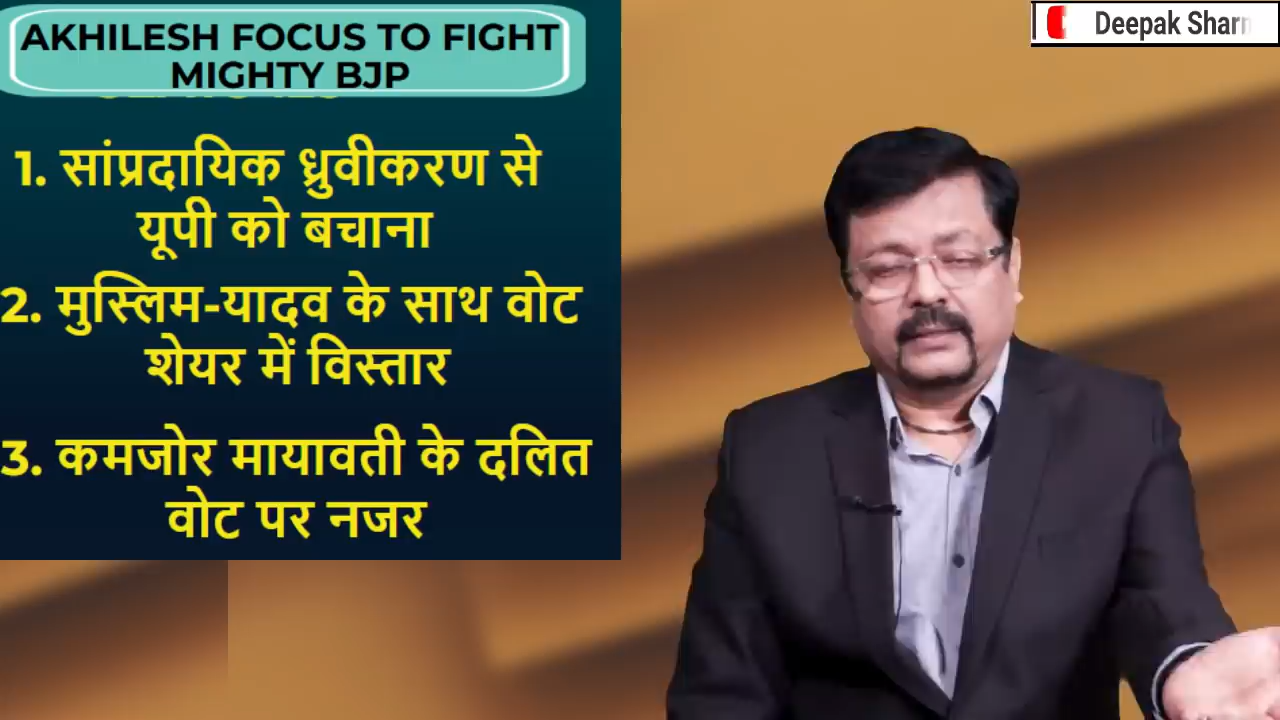 AKHILESH FOCUS TO FIGHT
MIGHTY BJP
1. सांप्रदायिक ध्रुवीकरण से
यूपी को बचाना
2. मुस्लिम-यादव के साथ वोट
शेयर में विस्तार
3. कमजोर मायावती के दलित
वोट पर नजर
Deepak